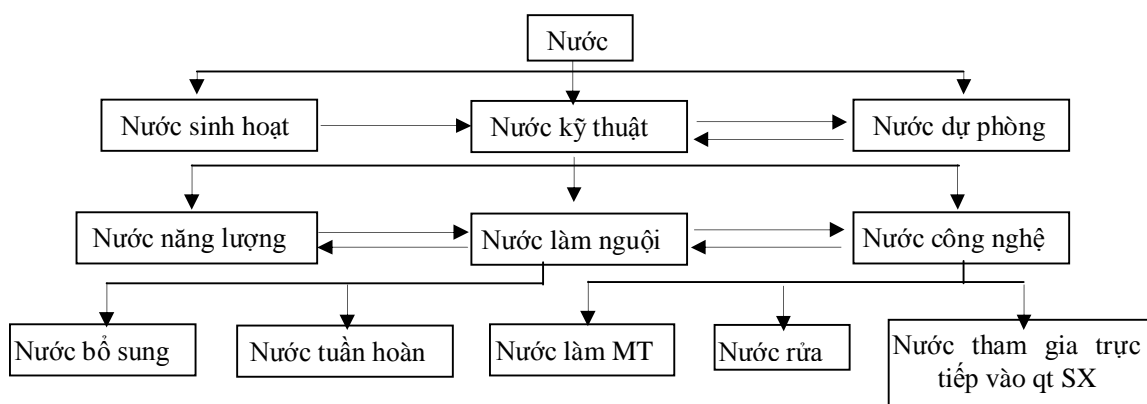 Nước
Nước sinh hoạt
Nước kỹ thuật
Nước dự phòng
Nước năng lượng
Nước làm nguội
Nước công nghệ
Nước bổ sung
Nước tuần hoàn
Nước làm MT
Nước rửa
Nước tham gia trực
tiếp vào qt SX